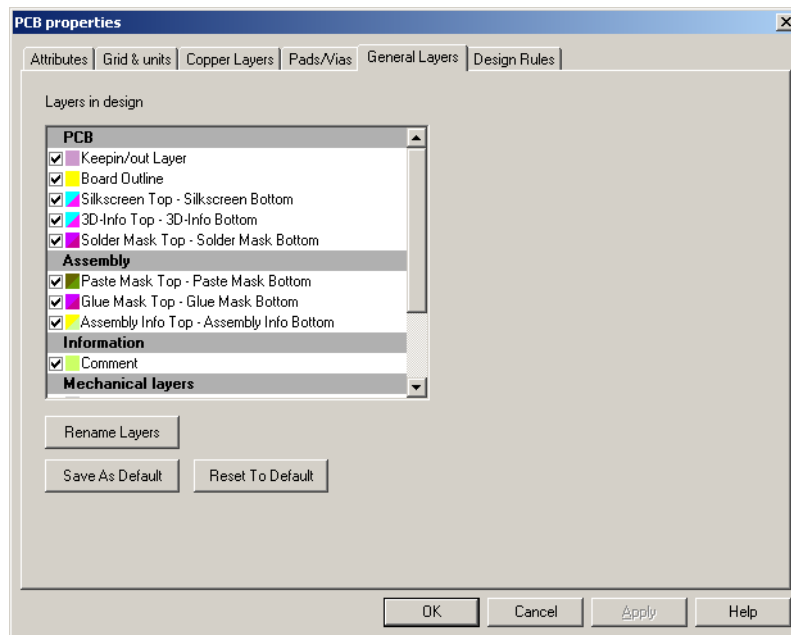 PCB properties
Attributes
Grid & units
Copper Layers
Pads/Vias
General Layers
Design Rules
Layers in design
PCB
Keepin/out Layer
Board Outline
Silkscreen Top - Silkscreen Bottom
3D-Info Top - 3D-Info Bottom
Solder Mask Top - Solder Mask Bottom
Assembly
Paste Mask Top - Paste Mask Bottom
Glue Mask Top - Glue Mask Bottom
Assembly Info Top - Assembly Info Bottom
Information
Comment
Mechanical layers
Rename Layers
Save As Default
Reset To Default
OK
Cancel
Apply
Help